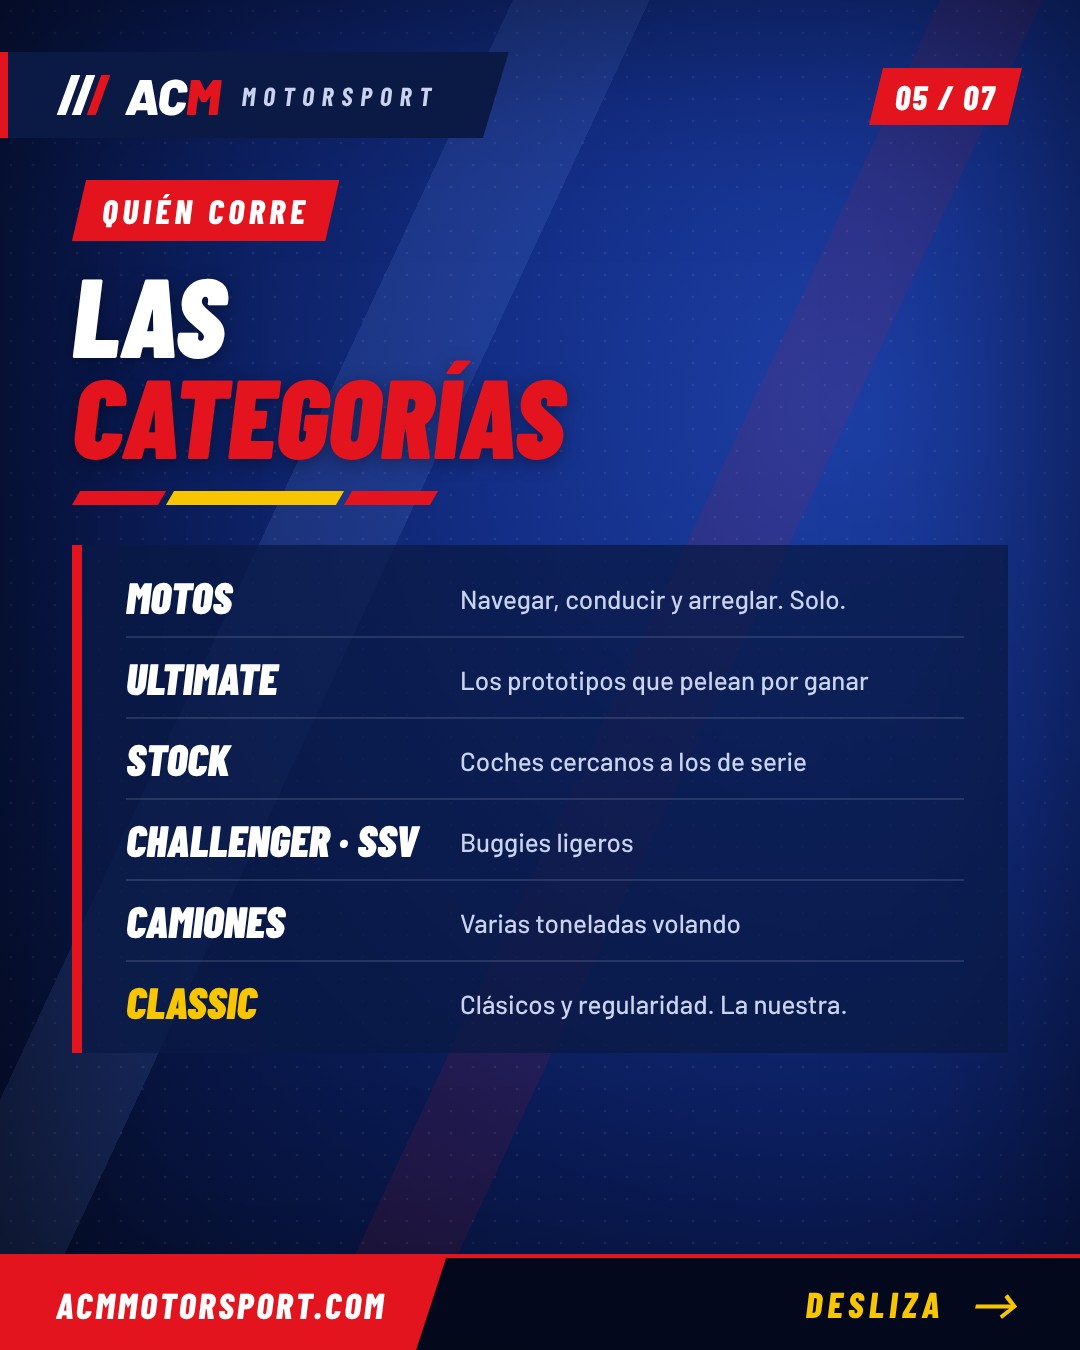 ACM MOTORSPORT
05 / 07
QUIÉN CORRE
LAS
CATEGORÍAS
MOTOS Navegar, conducir y arreglar. Solo.
ULTIMATE Los prototipos que pelean por ganar
STOCK Coches cercanos a los de serie
CHALLENGER · SSV Buggies ligeros
CAMIONES Varias toneladas volando
CLASSIC Clásicos y regularidad. La nuestra.
ACMMOTORSPORT.COM
DESLIZA →